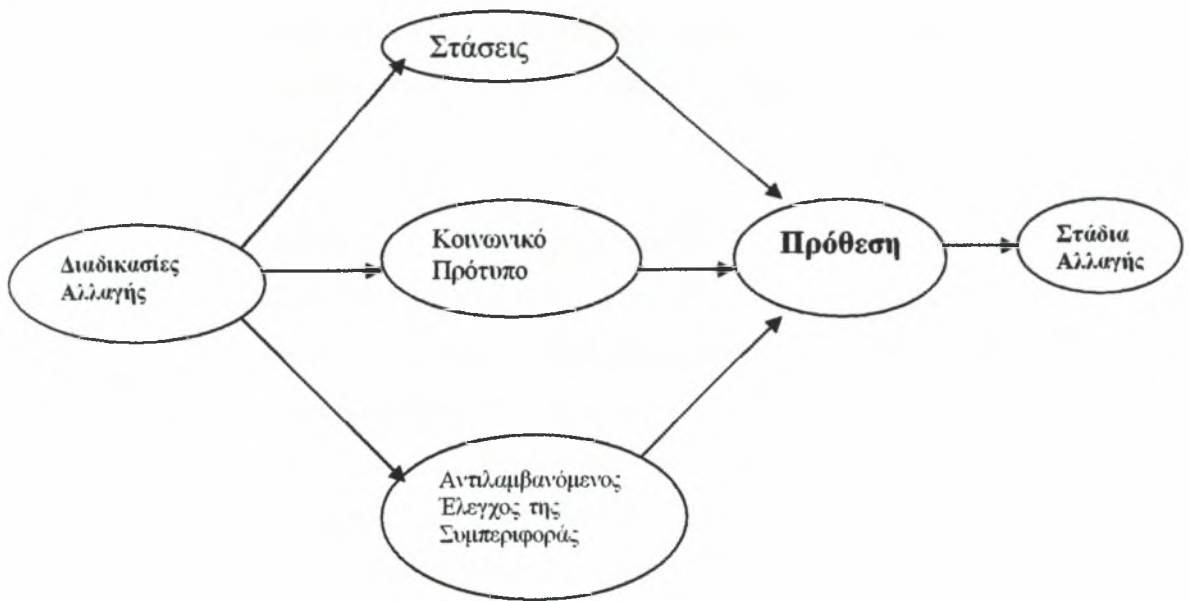 Στάσεις
Διαδικασίες
Αλλαγής
Κοινωνικό
Πρότυπο
Πρόθεση
Στάδια
Αλλαγής
Αντιλαμβανόμενος
Έλεγχος της
Συμπεριφοράς